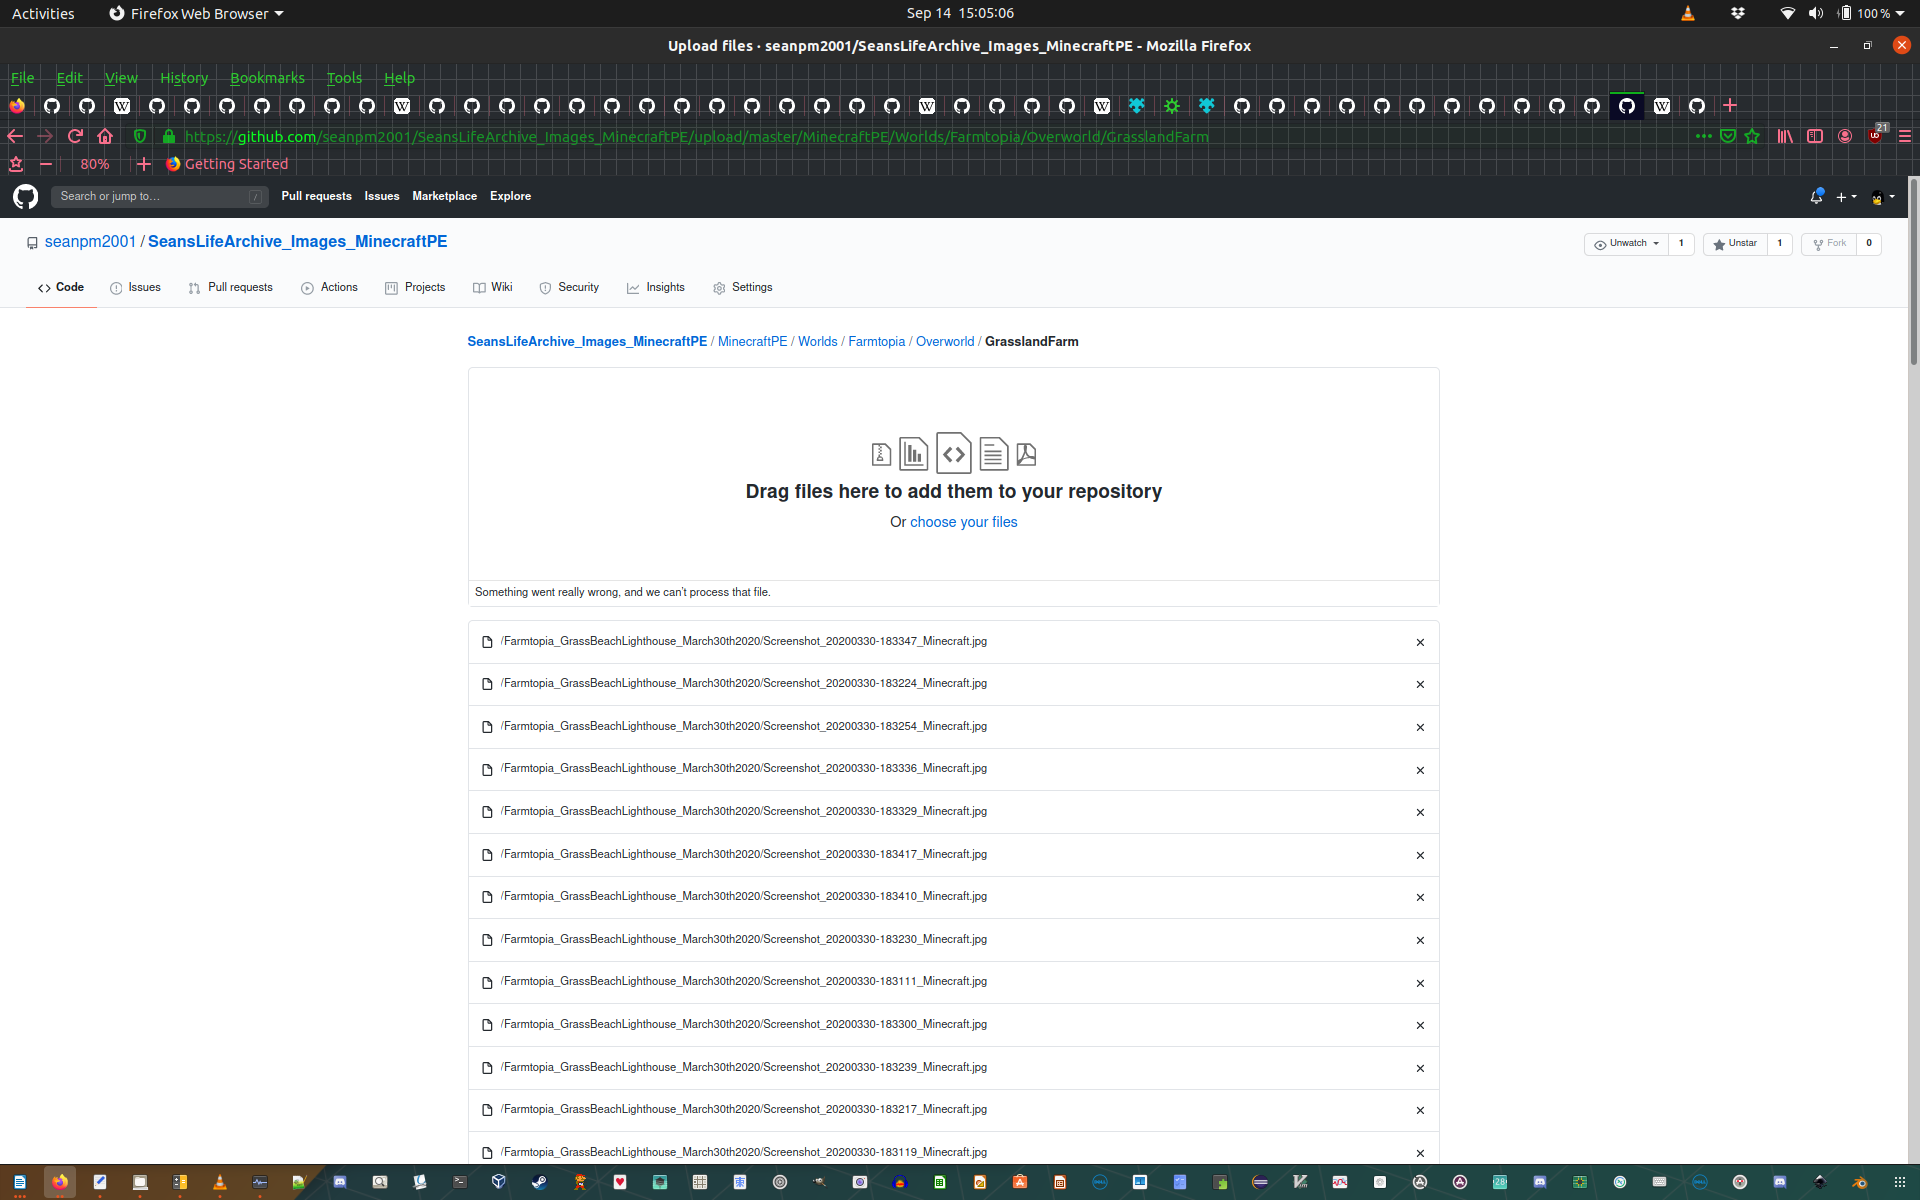 Activities Firefox Web Browser Sep 14 15:05:06 100 %
Upload files · seanpm2001/SeansLifeArchive_Images_MinecraftPE - Mozilla Firefox
File Edit View History Bookmarks Tools Help
https://github.com/seanpm2001/SeansLifeArchive_Images_MinecraftPE/upload/master/MinecraftPE/Worlds/Farmtopia/Overworld/GrasslandFarm 21
80% Getting Started
Search or jump to… / Pull requests Issues Marketplace Explore
seanpm2001 / SeansLifeArchive_Images_MinecraftPE Unwatch 1 Unstar 1 Fork 0
Code Issues Pull requests Actions Projects Wiki Security Insights Settings
SeansLifeArchive_Images_MinecraftPE / MinecraftPE / Worlds / Farmtopia / Overworld / GrasslandFarm
Drag files here to add them to your repository
Or choose your files
Something went really wrong, and we can't process that file.
/Farmtopia_GrassBeachLighthouse_March30th2020/Screenshot_20200330-183347_Minecraft.jpg
/Farmtopia_GrassBeachLighthouse_March30th2020/Screenshot_20200330-183224_Minecraft.jpg
/Farmtopia_GrassBeachLighthouse_March30th2020/Screenshot_20200330-183254_Minecraft.jpg
/Farmtopia_GrassBeachLighthouse_March30th2020/Screenshot_20200330-183336_Minecraft.jpg
/Farmtopia_GrassBeachLighthouse_March30th2020/Screenshot_20200330-183329_Minecraft.jpg
/Farmtopia_GrassBeachLighthouse_March30th2020/Screenshot_20200330-183417_Minecraft.jpg
/Farmtopia_GrassBeachLighthouse_March30th2020/Screenshot_20200330-183410_Minecraft.jpg
/Farmtopia_GrassBeachLighthouse_March30th2020/Screenshot_20200330-183230_Minecraft.jpg
/Farmtopia_GrassBeachLighthouse_March30th2020/Screenshot_20200330-183111_Minecraft.jpg
/Farmtopia_GrassBeachLighthouse_March30th2020/Screenshot_20200330-183300_Minecraft.jpg
/Farmtopia_GrassBeachLighthouse_March30th2020/Screenshot_20200330-183239_Minecraft.jpg
/Farmtopia_GrassBeachLighthouse_March30th2020/Screenshot_20200330-183217_Minecraft.jpg
/Farmtopia_GrassBeachLighthouse_March30th2020/Screenshot_20200330-183119_Minecraft.jpg